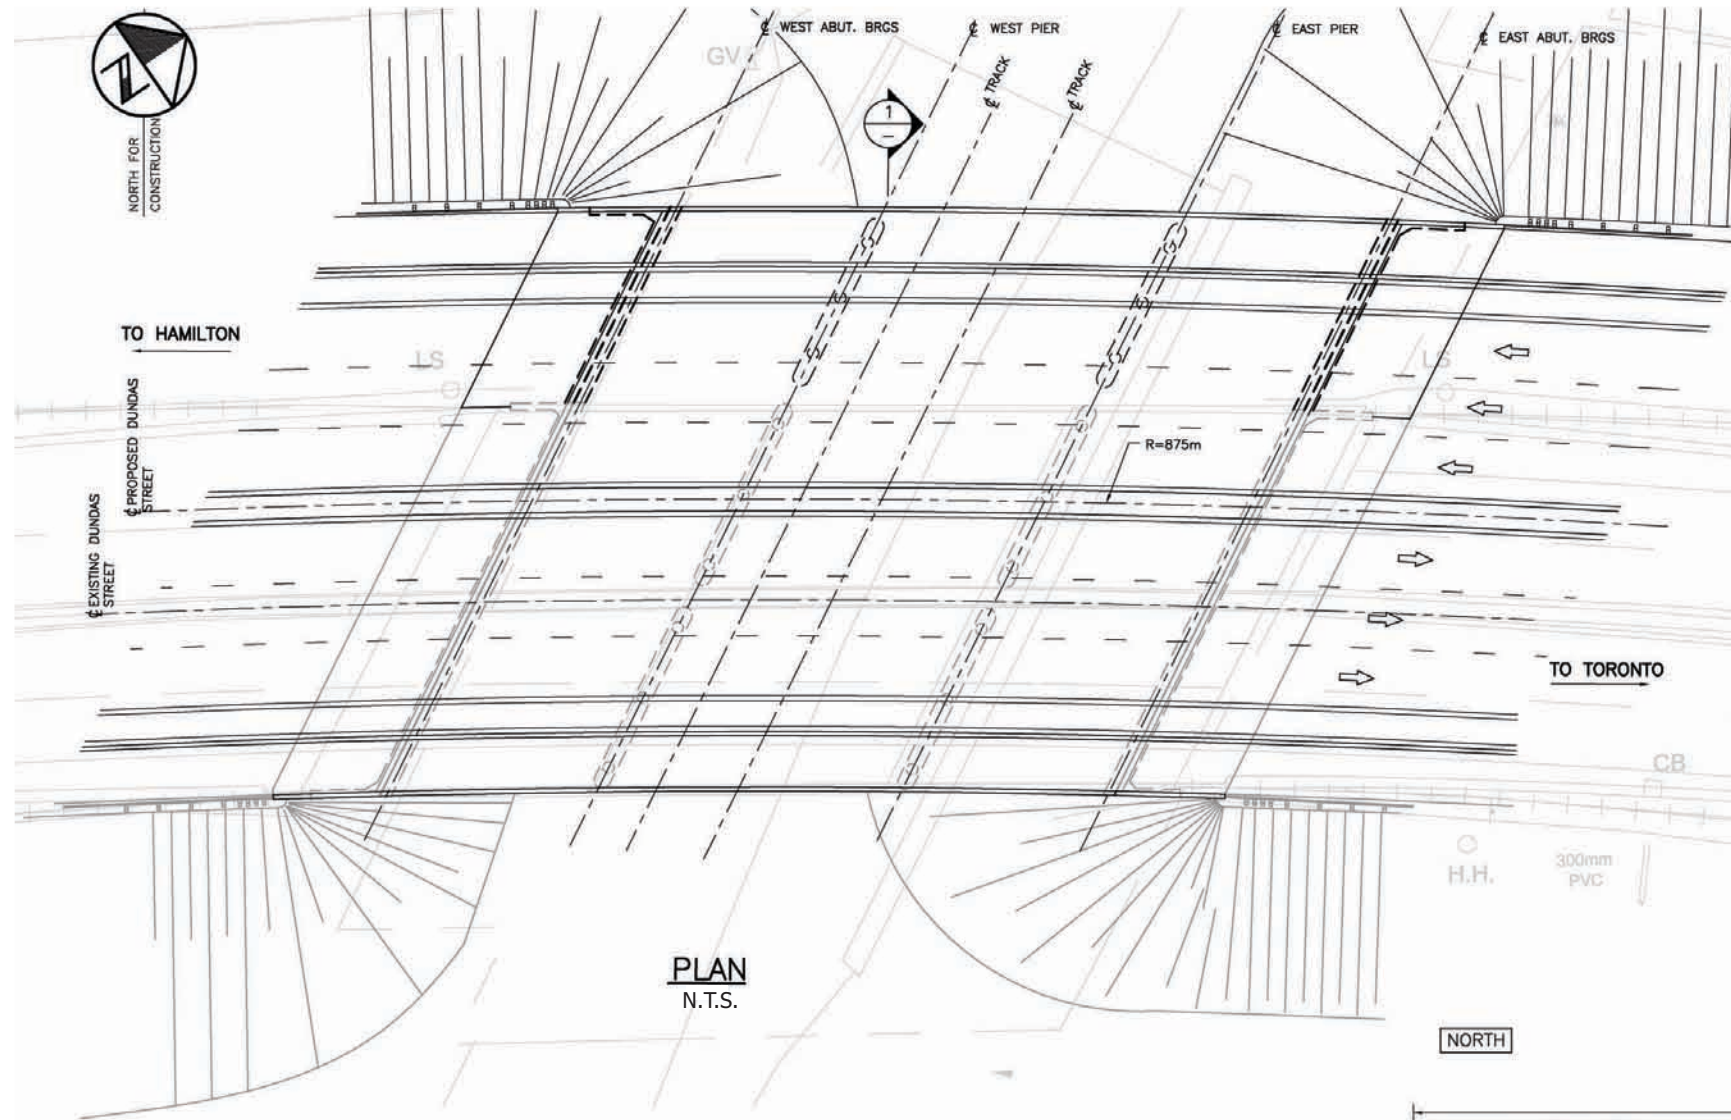 ℄ WEST ABUT. BRGS
℄ WEST PIER
℄ EAST PIER
℄ EAST ABUT. BRGS
GV
℄ TRACK
℄ TRACK
1
–
NORTH FOR
CONSTRUCTION
TO HAMILTON
LS
LS
℄ PROPOSED DUNDAS
STREET
R=875m
℄ EXISTING DUNDAS
STREET
TO TORONTO
CB
H.H.
300mm
PVC
PLAN
N.T.S.
NORTH